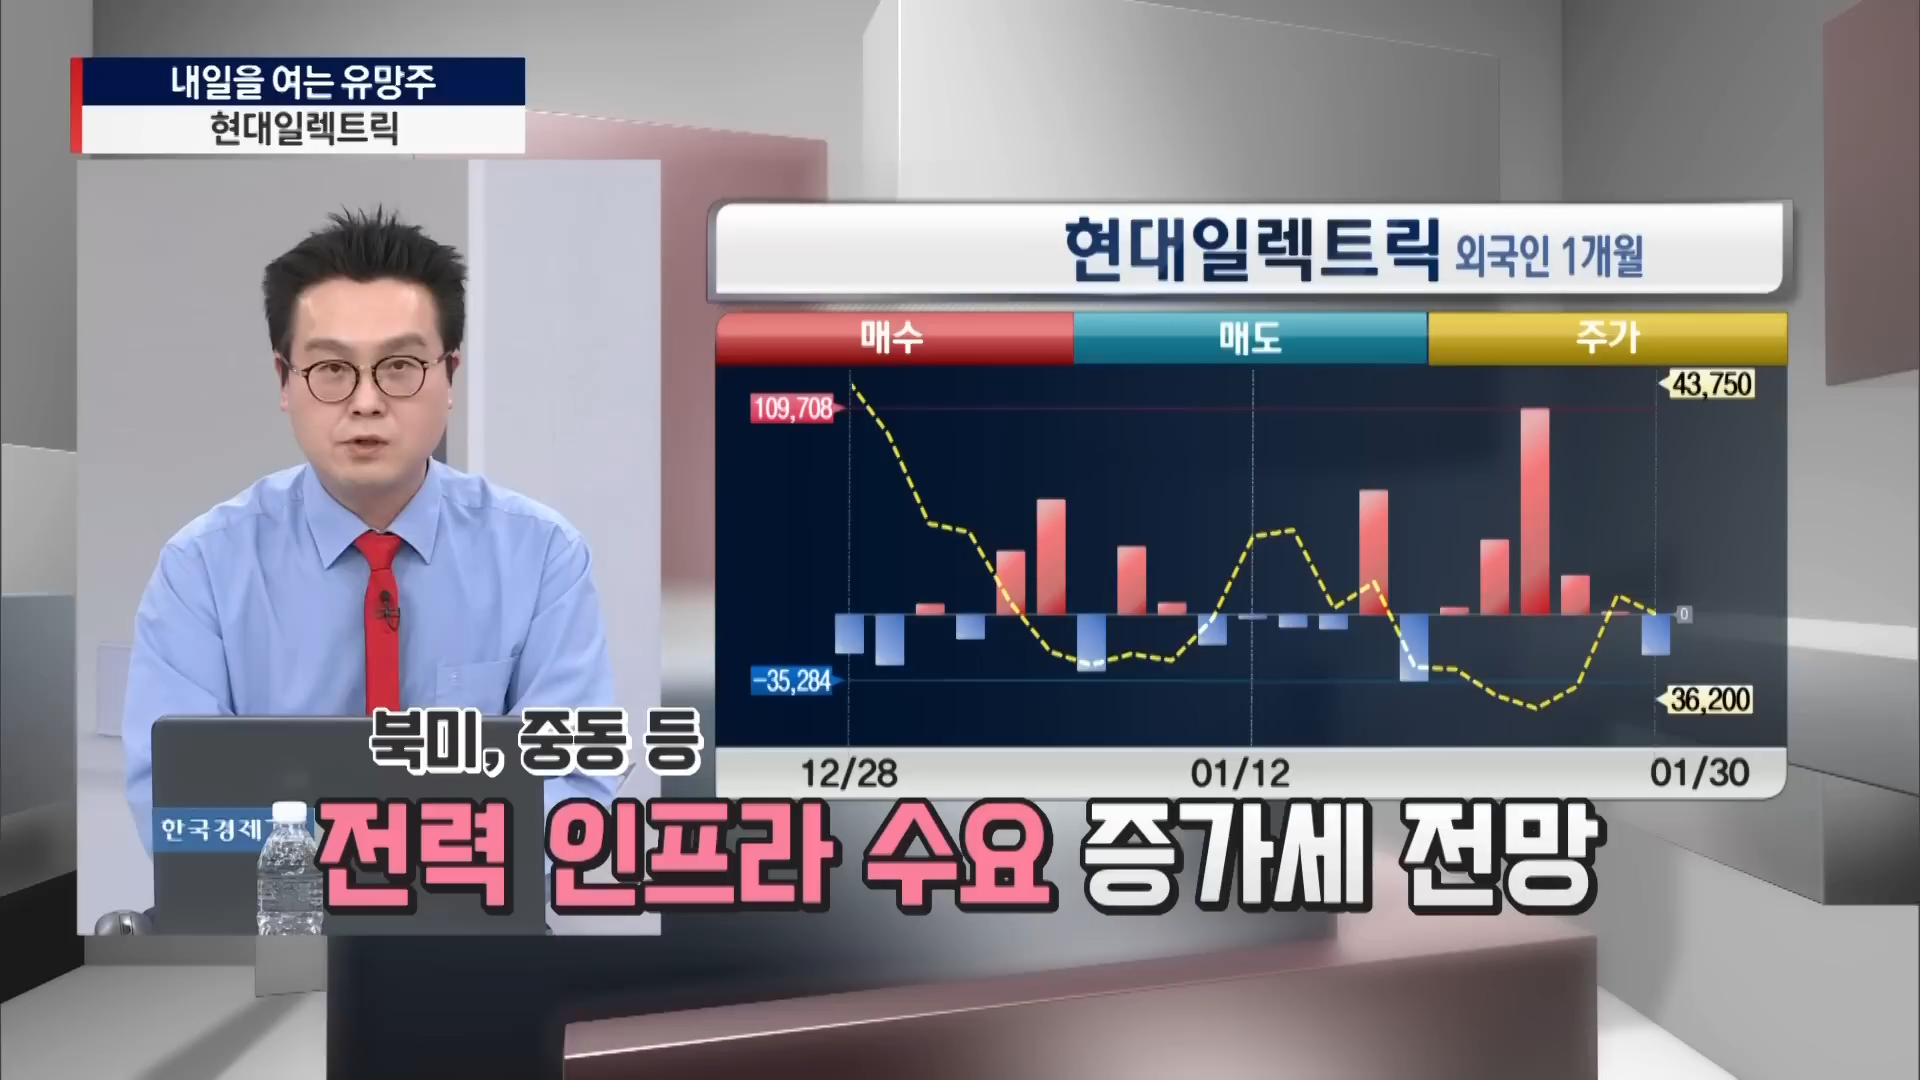 내일을 여는 유망주
현대일렉트릭
현대일렉트릭 외국인 1개월
매수 매도 주가
109,708
43,750
0
-35,284
36,200
12/28 01/12 01/30
북미, 중동 등
한국경제
전력 인프라 수요 증가세 전망